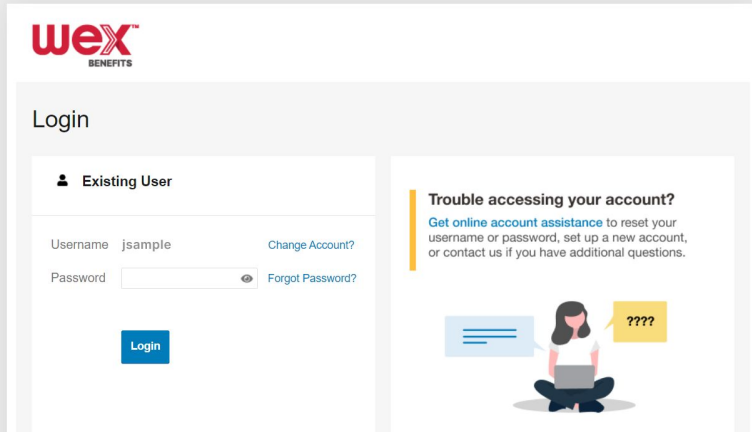 wex™
BENEFITS
Login
Existing User
Username jsample Change Account?
Password Forgot Password?
Login
Trouble accessing your account?
Get online account assistance to reset your
username or password, set up a new account,
or contact us if you have additional questions.
????